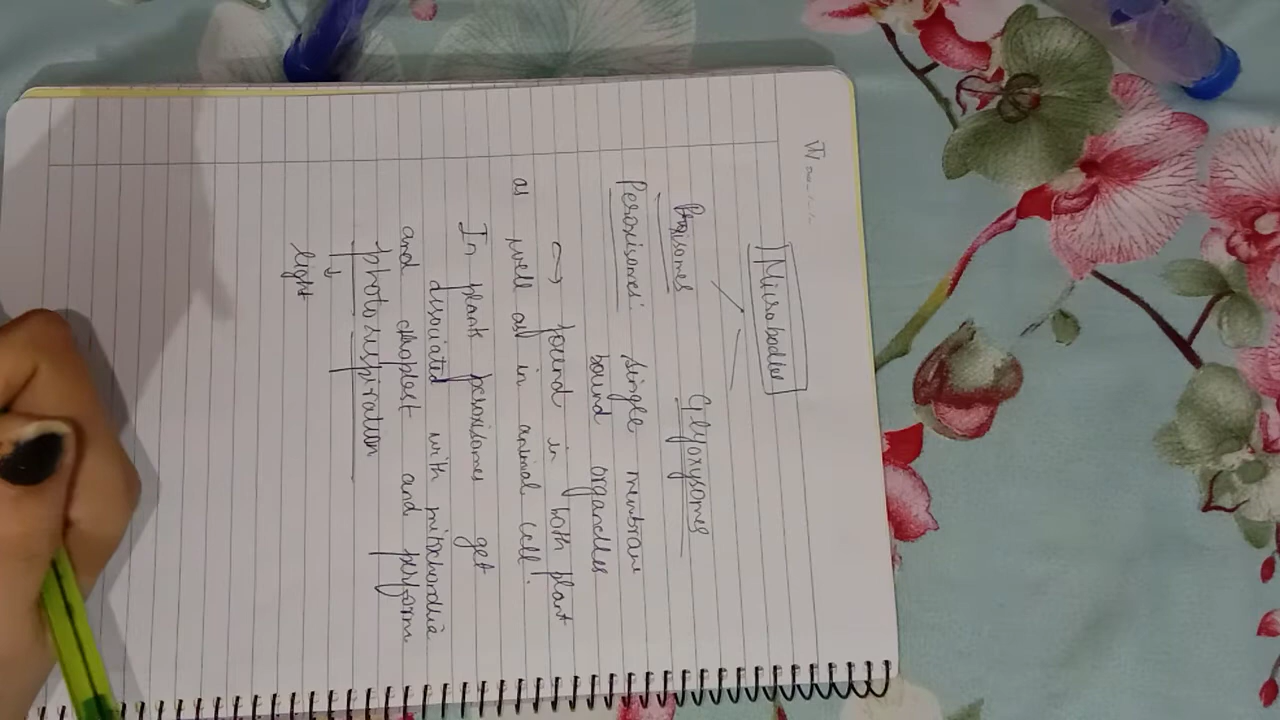 Microbodies
Peroxisomes Glyoxysomes
Peroxisomes: single membrane
bound organelles
→ found in both plant
as well as in animal cell.
In plants peroxisomes get
associated with mitochondria
and and perform
photorespiration
↓
light